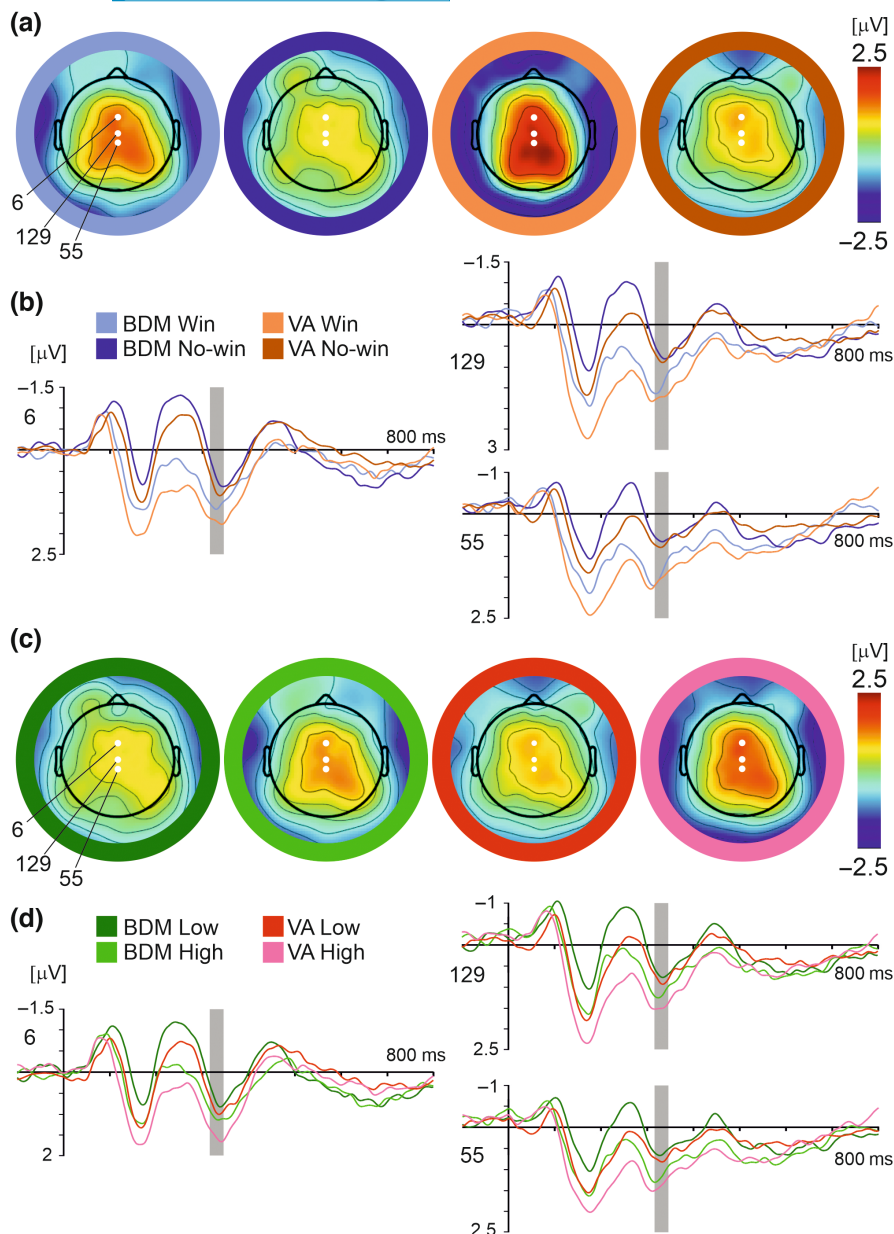 (a)
[µV]
2.5
−2.5
6
129
55
(b)
BDM Win
VA Win
BDM No-win
VA No-win
[µV]
−1.5
6
800 ms
2.5
−1.5
129
800 ms
3
−1
55
800 ms
2.5
(c)
[µV]
2.5
−2.5
6
129
55
(d)
BDM Low
VA Low
BDM High
VA High
[µV]
−1.5
6
800 ms
2
−1
129
800 ms
2.5
−1
55
800 ms
2.5